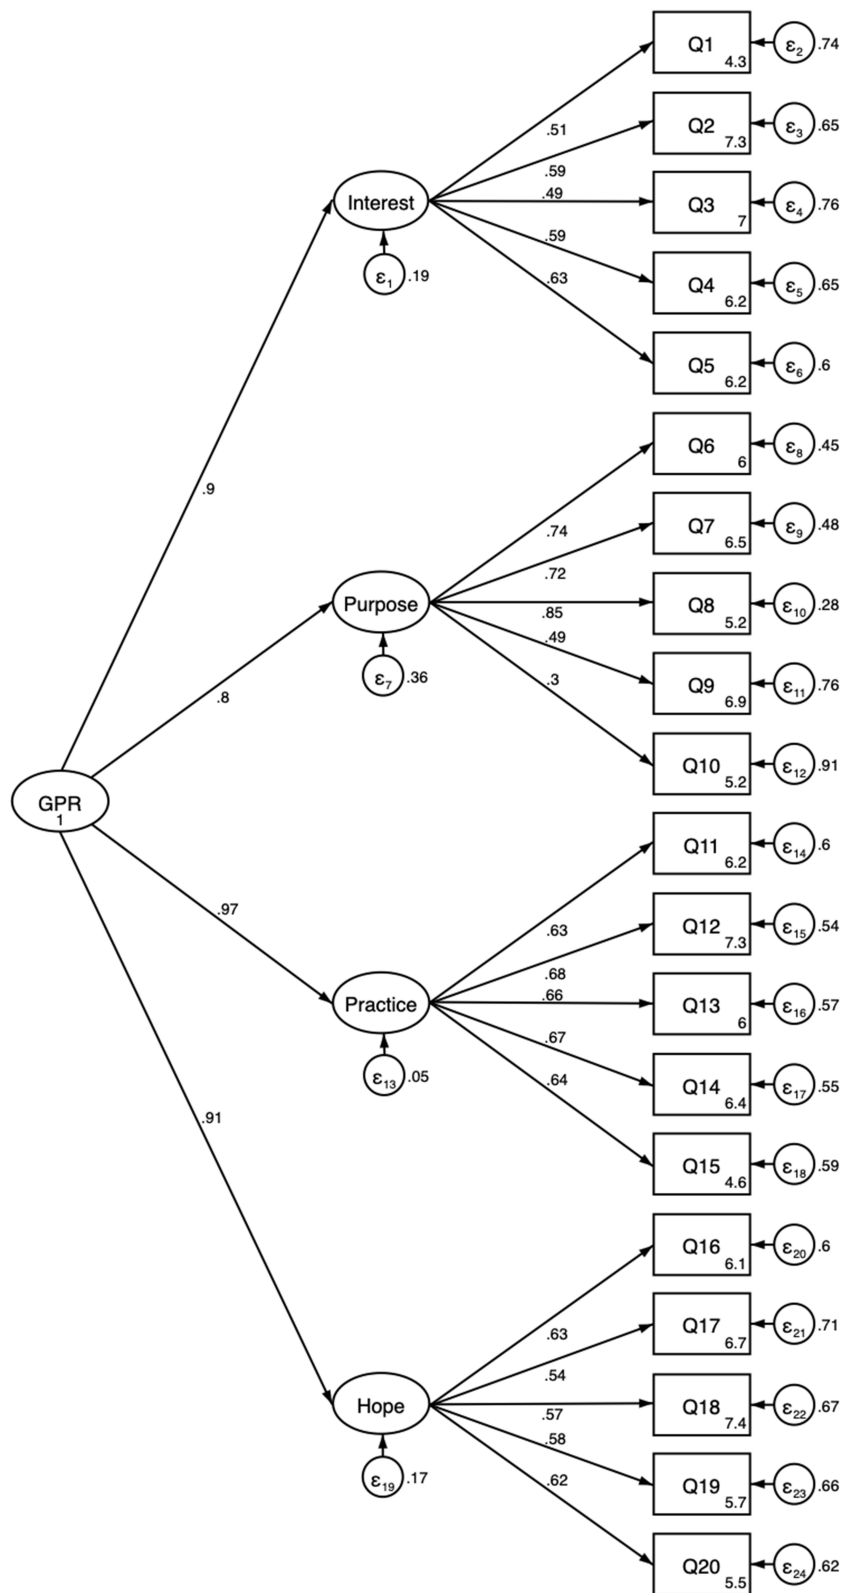 Q1
4.3
ε2
.74
.51
Q2
7.3
ε3
.65
.59
Interest
.49
Q3
7
ε4
.76
.59
ε1
.19
.63
Q4
6.2
ε5
.65
Q5
6.2
ε6
.6
Q6
6
ε8
.45
.9
.74
Q7
6.5
ε9
.48
.72
Purpose
.85
Q8
5.2
ε10
.28
.49
ε7
.36
.3
Q9
6.9
ε11
.76
.8
Q10
5.2
ε12
.91
GPR
1
Q11
6.2
ε14
.6
.97
.63
Q12
7.3
ε15
.54
.68
Practice
.66
Q13
6
ε16
.57
.67
ε13
.05
.64
Q14
6.4
ε17
.55
.91
Q15
4.6
ε18
.59
Q16
6.1
ε20
.6
.63
Q17
6.7
ε21
.71
.54
Hope
.57
Q18
7.4
ε22
.67
.58
ε19
.17
.62
Q19
5.7
ε23
.66
Q20
5.5
ε24
.62